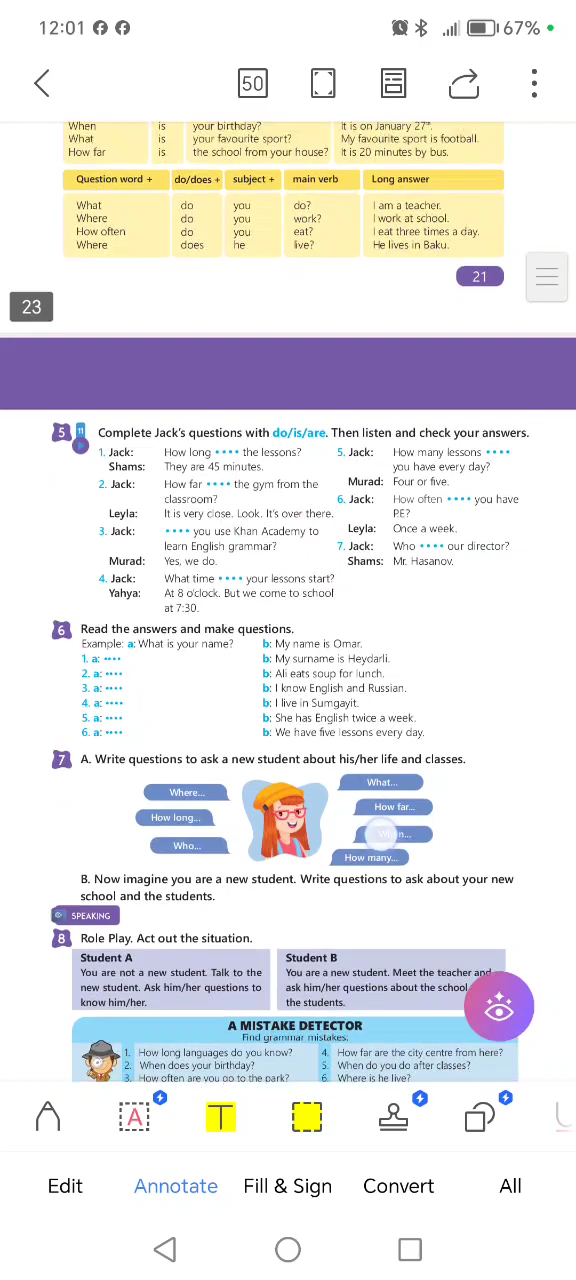 12:01
67%
50
When is your birthday? It is on January 27th.
What is your favourite sport? My favourite sport is football.
How far is the school from your house? It is 20 minutes by bus.
Question word + do/does + subject + main verb Long answer
What do you do? I am a teacher.
Where do you work? I work at school.
How often do you eat? I eat three times a day.
Where does he live? He lives in Baku.
21
23
5 11 Complete Jack's questions with do/is/are. Then listen and check your answers.
1. Jack: How long •••• the lessons?
Shams: They are 45 minutes.
2. Jack: How far •••• the gym from the
classroom?
Leyla: It is very close. Look. It's over there.
3. Jack: •••• you use Khan Academy to
learn English grammar?
Murad: Yes, we do.
4. Jack: What time •••• your lessons start?
Yahya: At 8 o'clock. But we come to school
at 7:30.
5. Jack: How many lessons ••••
you have every day?
Murad: Four or five.
6. Jack: How often •••• you have
P.E?
Leyla: Once a week.
7. Jack: Who •••• our director?
Shams: Mr. Hasanov.
6 Read the answers and make questions.
Example: a: What is your name? b: My name is Omar.
1. a: •••• b: My surname is Heydarli.
2. a: •••• b: Ali eats soup for lunch.
3. a: •••• b: I know English and Russian.
4. a: •••• b: I live in Sumgayit.
5. a: •••• b: She has English twice a week.
6. a: •••• b: We have five lessons every day.
7 A. Write questions to ask a new student about his/her life and classes.
Where...
How long...
Who...
What...
How far...
When...
How many...
B. Now imagine you are a new student. Write questions to ask about your new
school and the students.
SPEAKING
8 Role Play. Act out the situation.
Student A
You are not a new student. Talk to the
new student. Ask him/her questions to
know him/her.
Student B
You are a new student. Meet the teacher and
ask him/her questions about the school
the students.
A MISTAKE DETECTOR
Find grammar mistakes:
1. How long languages do you know?
2. When does your birthday?
3. How often are you go to the park?
4. How far are the city centre from here?
5. When do you do after classes?
6. Where is he live?
A
T
Edit
Annotate
Fill & Sign
Convert
All